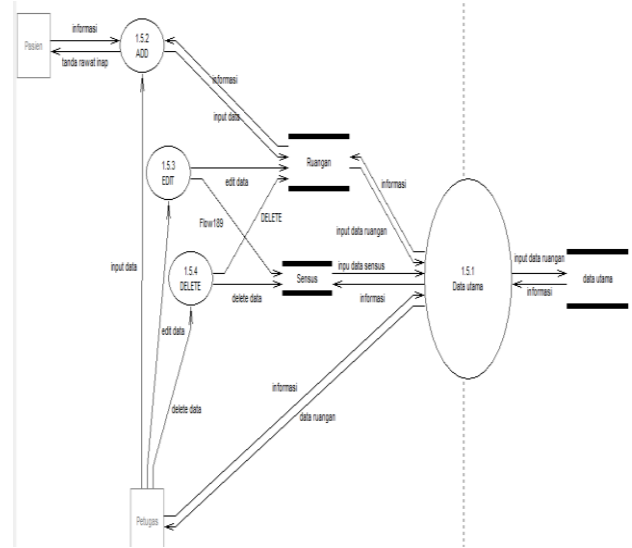 informasi
Pasien
tanda rawat inap
1.5.2
ADD
informasi
input data
Ruangan
1.5.3
EDIT
edit data
informasi
Flow189
DELETE
input data ruangan
input data
1.5.4
DELETE
delete data
Sensus
inpu data sensus
informasi
1.5.1
Data utama
input data ruangan
informasi
data utama
edit data
delete data
informasi
data ruangan
Petugas